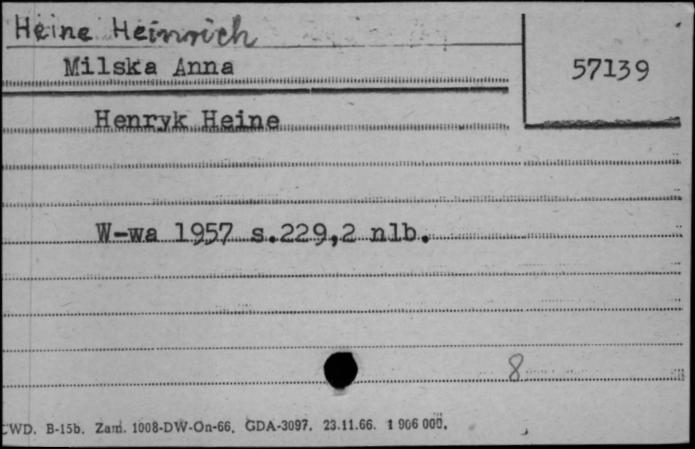 Heine Heinrich
Milska Anna
57139
Henryk Heine
W-wa 1957 s.229,2 nlb.
8
CWD. B-15b. Zam. 1008-DW-On-66. GDA-3097. 23.11.66. 1 906 000.